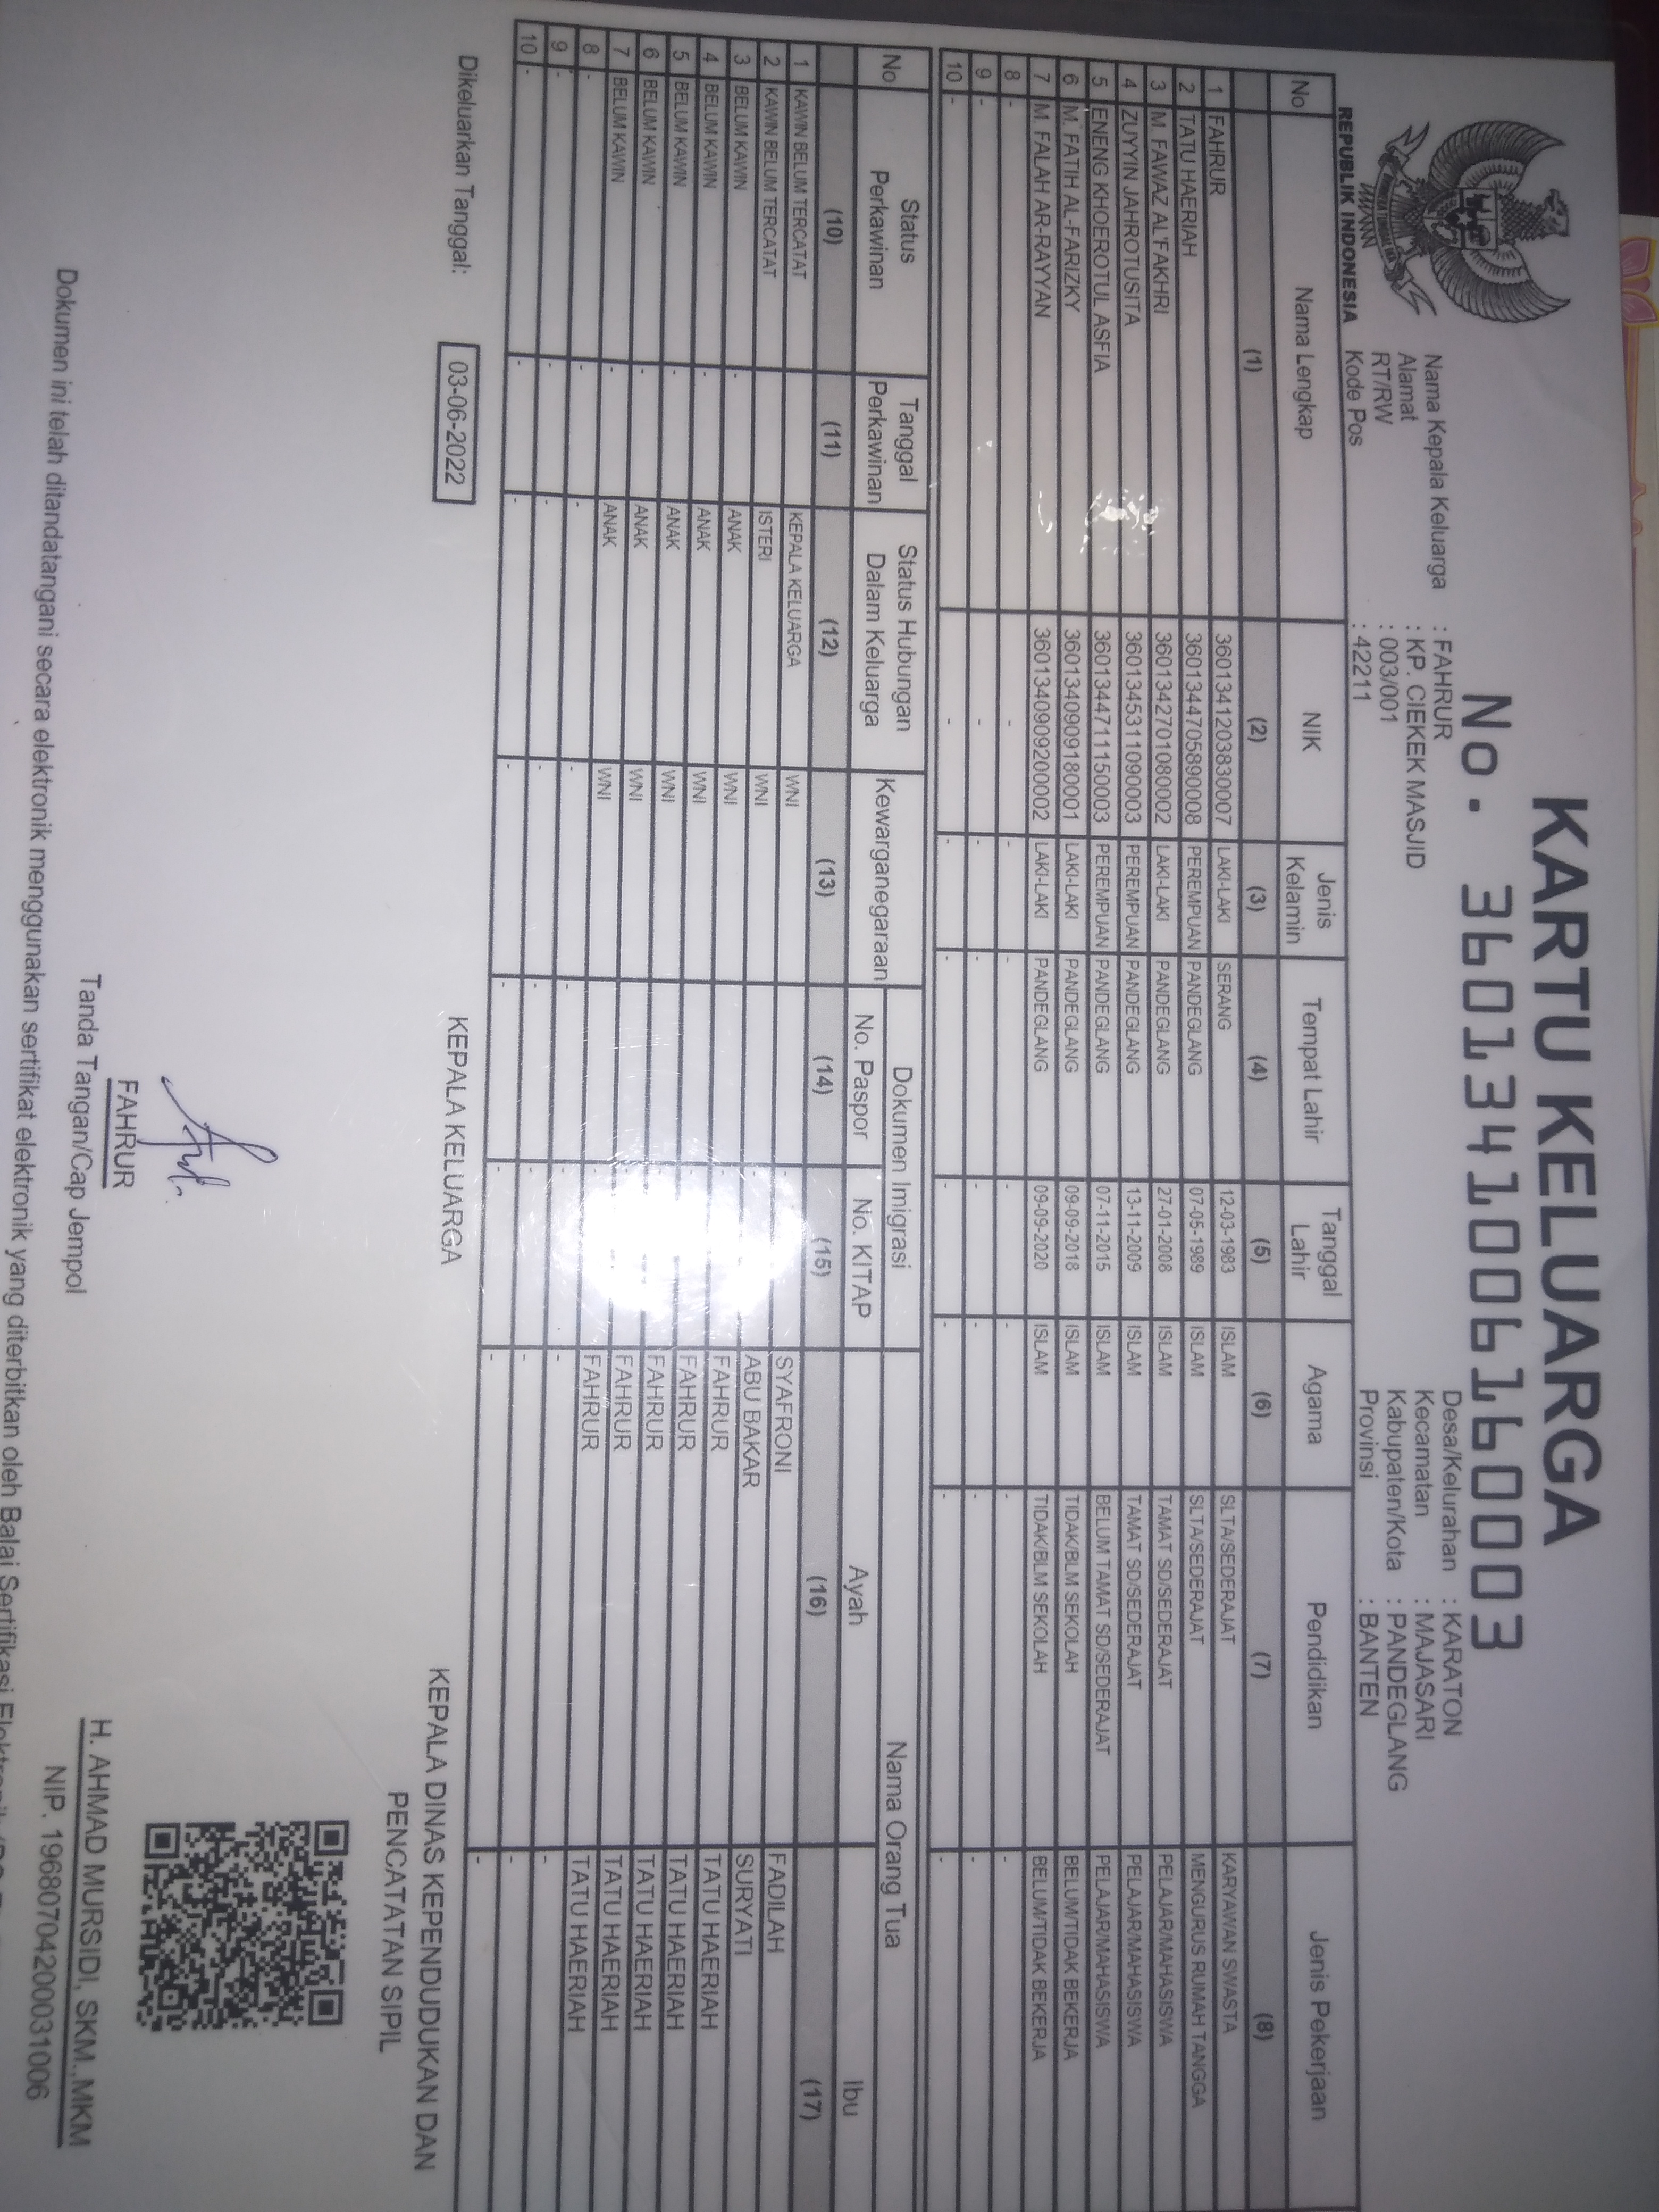 KARTU KELUARGA
No. 3601341006160003
REPUBLIK INDONESIA
Nama Kepala Keluarga : FAHRUR
Alamat : KP. CIEKEK MASJID
RT/RW : 003/001
Kode Pos : 42211
Desa/Kelurahan : KARATON
Kecamatan : MAJASARI
Kabupaten/Kota : PANDEGLANG
Provinsi : BANTEN
No Nama Lengkap NIK Jenis Kelamin Tempat Lahir Tanggal Lahir Agama Pendidikan Jenis Pekerjaan
(1) (2) (3) (4) (5) (6) (7) (8)
1 FAHRUR 3601341203830007 LAKI-LAKI SERANG 12-03-1983 ISLAM SLTA/SEDERAJAT KARYAWAN SWASTA
2 TATU HAERIAH 3601344705890008 PEREMPUAN PANDEGLANG 07-05-1989 ISLAM SLTA/SEDERAJAT MENGURUS RUMAH TANGGA
3 M. FAWAZ AL'FAKHRI 3601342701080002 LAKI-LAKI PANDEGLANG 27-01-2008 ISLAM TAMAT SD/SEDERAJAT PELAJAR/MAHASISWA
4 ZUYYIN JAHROTUSITA 3601345311090003 PEREMPUAN PANDEGLANG 13-11-2009 ISLAM TAMAT SD/SEDERAJAT PELAJAR/MAHASISWA
5 ENENG KHOEROTUL ASFIA 3601344711150003 PEREMPUAN PANDEGLANG 07-11-2015 ISLAM BELUM TAMAT SD/SEDERAJAT PELAJAR/MAHASISWA
6 M. FATIH AL-FARIZKY 3601340909180001 LAKI-LAKI PANDEGLANG 09-09-2018 ISLAM TIDAK/BLM SEKOLAH BELUM/TIDAK BEKERJA
7 M. FALAH AR-RAYYAN 3601340909200002 LAKI-LAKI PANDEGLANG 09-09-2020 ISLAM TIDAK/BLM SEKOLAH BELUM/TIDAK BEKERJA
8 - - - - - - - -
9 - - - - - - - -
10 - - - - - - - -
No Status Perkawinan Tanggal Perkawinan Status Hubungan Dalam Keluarga Kewarganegaraan Dokumen Imigrasi Nama Orang Tua
No. Paspor No. KITAP Ayah Ibu
(10) (11) (12) (13) (14) (15) (16) (17)
1 KAWIN BELUM TERCATAT KEPALA KELUARGA WNI SYAFRONI FADILAH
2 KAWIN BELUM TERCATAT ISTERI WNI ABU BAKAR SURYATI
3 BELUM KAWIN - ANAK WNI FAHRUR TATU HAERIAH
4 BELUM KAWIN - ANAK WNI FAHRUR TATU HAERIAH
5 BELUM KAWIN - ANAK WNI FAHRUR TATU HAERIAH
6 BELUM KAWIN - ANAK WNI FAHRUR TATU HAERIAH
7 BELUM KAWIN - ANAK WNI FAHRUR TATU HAERIAH
8 - - - - - - - -
9 - - - - - - - -
10 - - - - - - - -
Dikeluarkan Tanggal: 03-06-2022
KEPALA KELUARGA
FAHRUR
Tanda Tangan/Cap Jempol
KEPALA DINAS KEPENDUDUKAN DAN
PENCATATAN SIPIL
H. AHMAD MURSIDI, SKM.,MKM
NIP. 196807042000031006
Dokumen ini telah ditandatangani secara elektronik menggunakan sertifikat elektronik yang diterbitkan oleh Balai Sertifikasi Elektronik